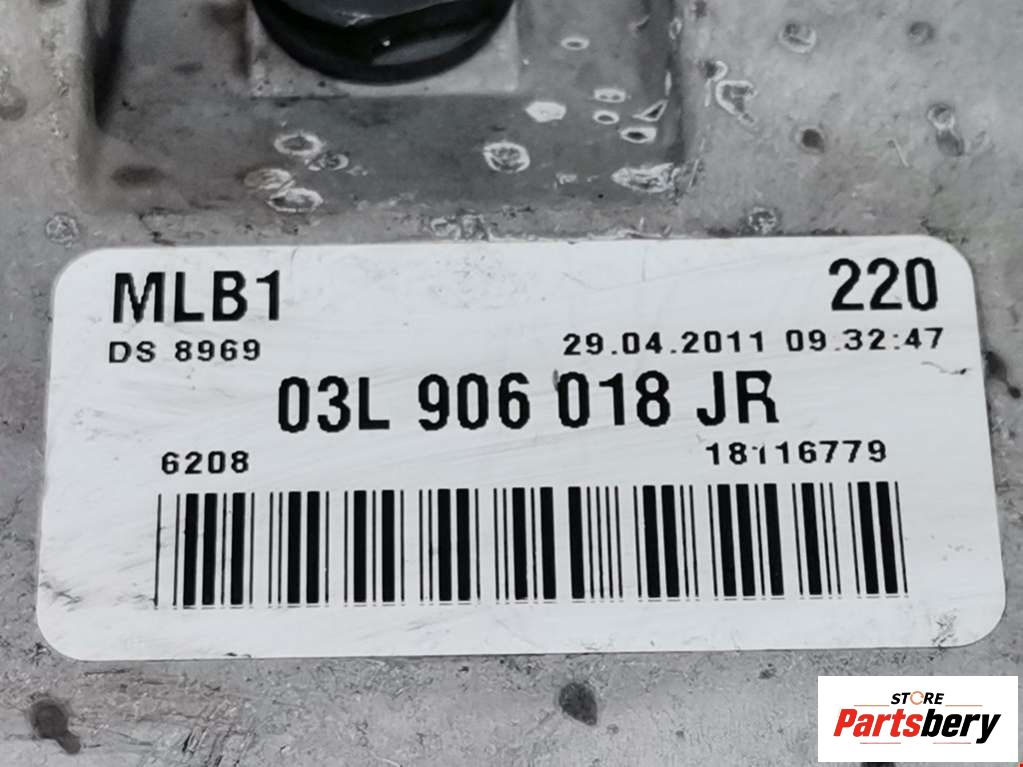 MLB1 220
DS 8969 29.04.2011 09:32:47
03L 906 018 JR
6208 18116779
STORE
Partsbery